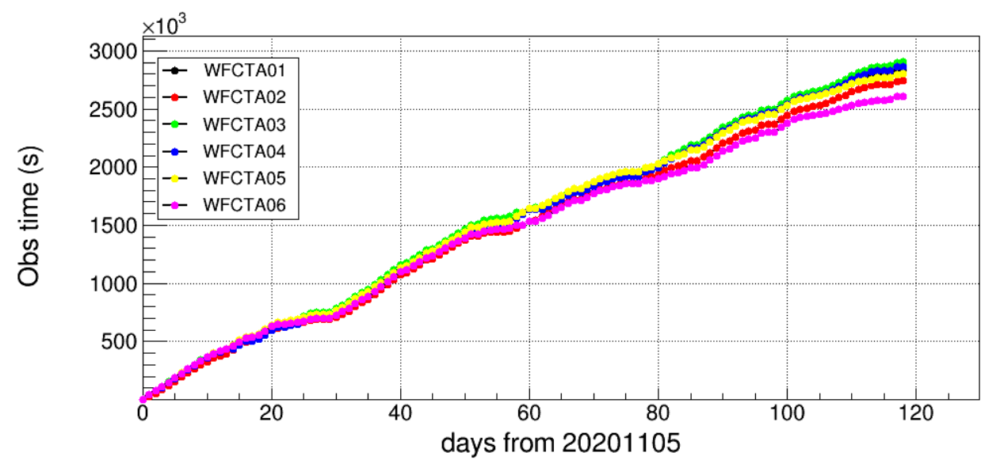 ×10³
3000
2500
2000
1500
1000
500
Obs time (s)
WFCTA01
WFCTA02
WFCTA03
WFCTA04
WFCTA05
WFCTA06
0 20 40 60 80 100 120
days from 20201105